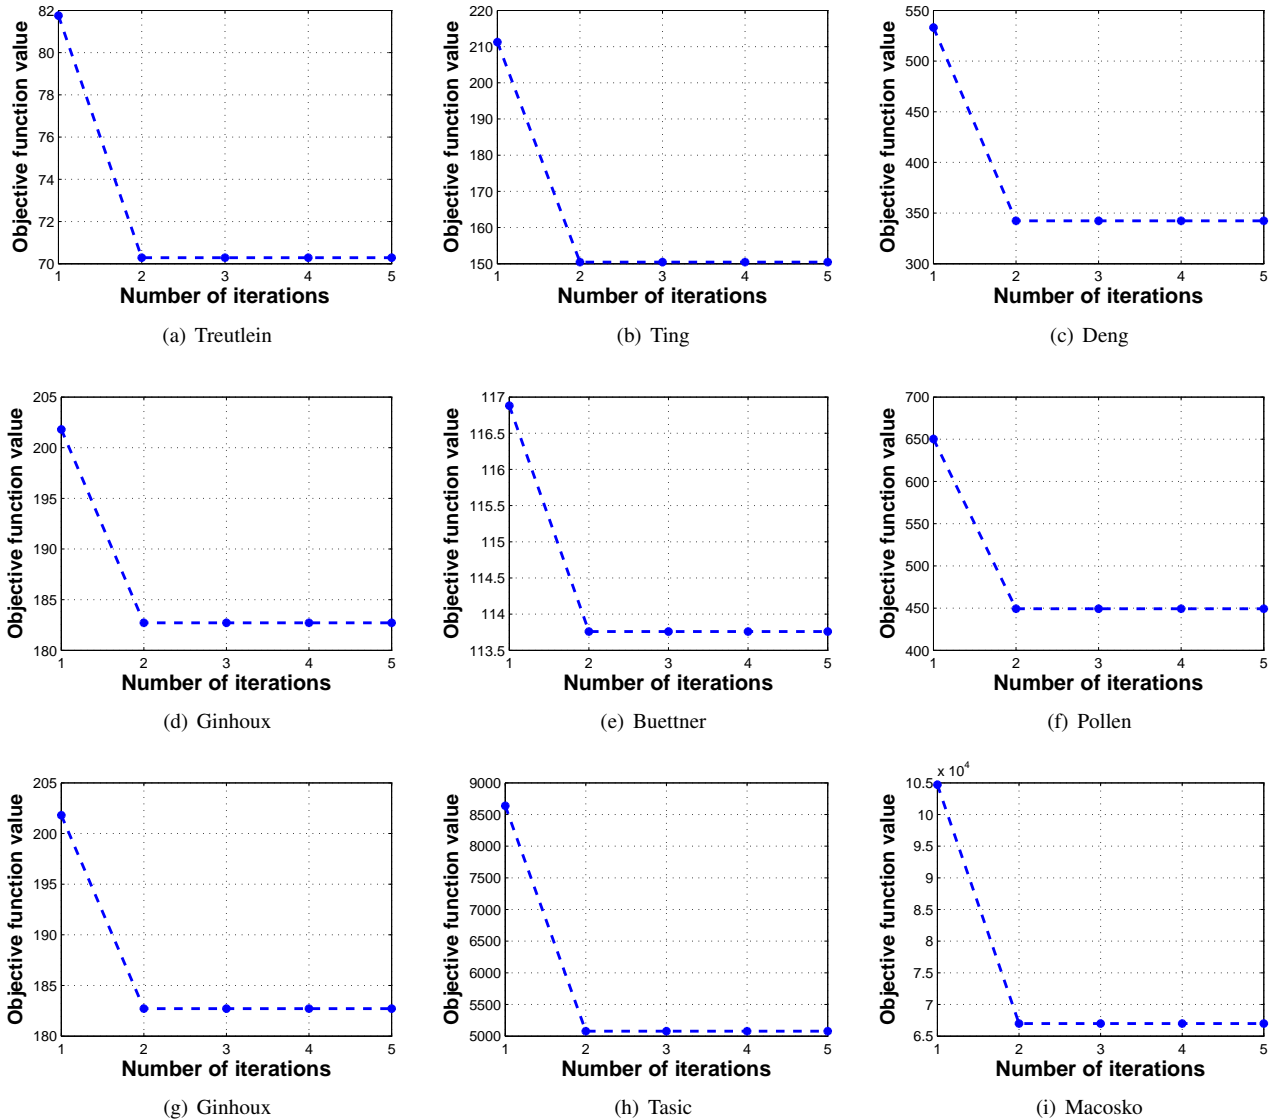 Objective function value
82
80
78
76
74
72
70
1 2 3 4 5
Number of iterations
(a) Treutlein
Objective function value
220
210
200
190
180
170
160
150
1 2 3 4 5
Number of iterations
(b) Ting
Objective function value
550
500
450
400
350
300
1 2 3 4 5
Number of iterations
(c) Deng
Objective function value
205
200
195
190
185
180
1 2 3 4 5
Number of iterations
(d) Ginhoux
Objective function value
117
116.5
116
115.5
115
114.5
114
113.5
1 2 3 4 5
Number of iterations
(e) Buettner
Objective function value
700
650
600
550
500
450
400
1 2 3 4 5
Number of iterations
(f) Pollen
Objective function value
205
200
195
190
185
180
1 2 3 4 5
Number of iterations
(g) Ginhoux
Objective function value
9000
8500
8000
7500
7000
6500
6000
5500
5000
1 2 3 4 5
Number of iterations
(h) Tasic
Objective function value
x 10⁴
10.5
10
9.5
9
8.5
8
7.5
7
6.5
1 2 3 4 5
Number of iterations
(i) Macosko